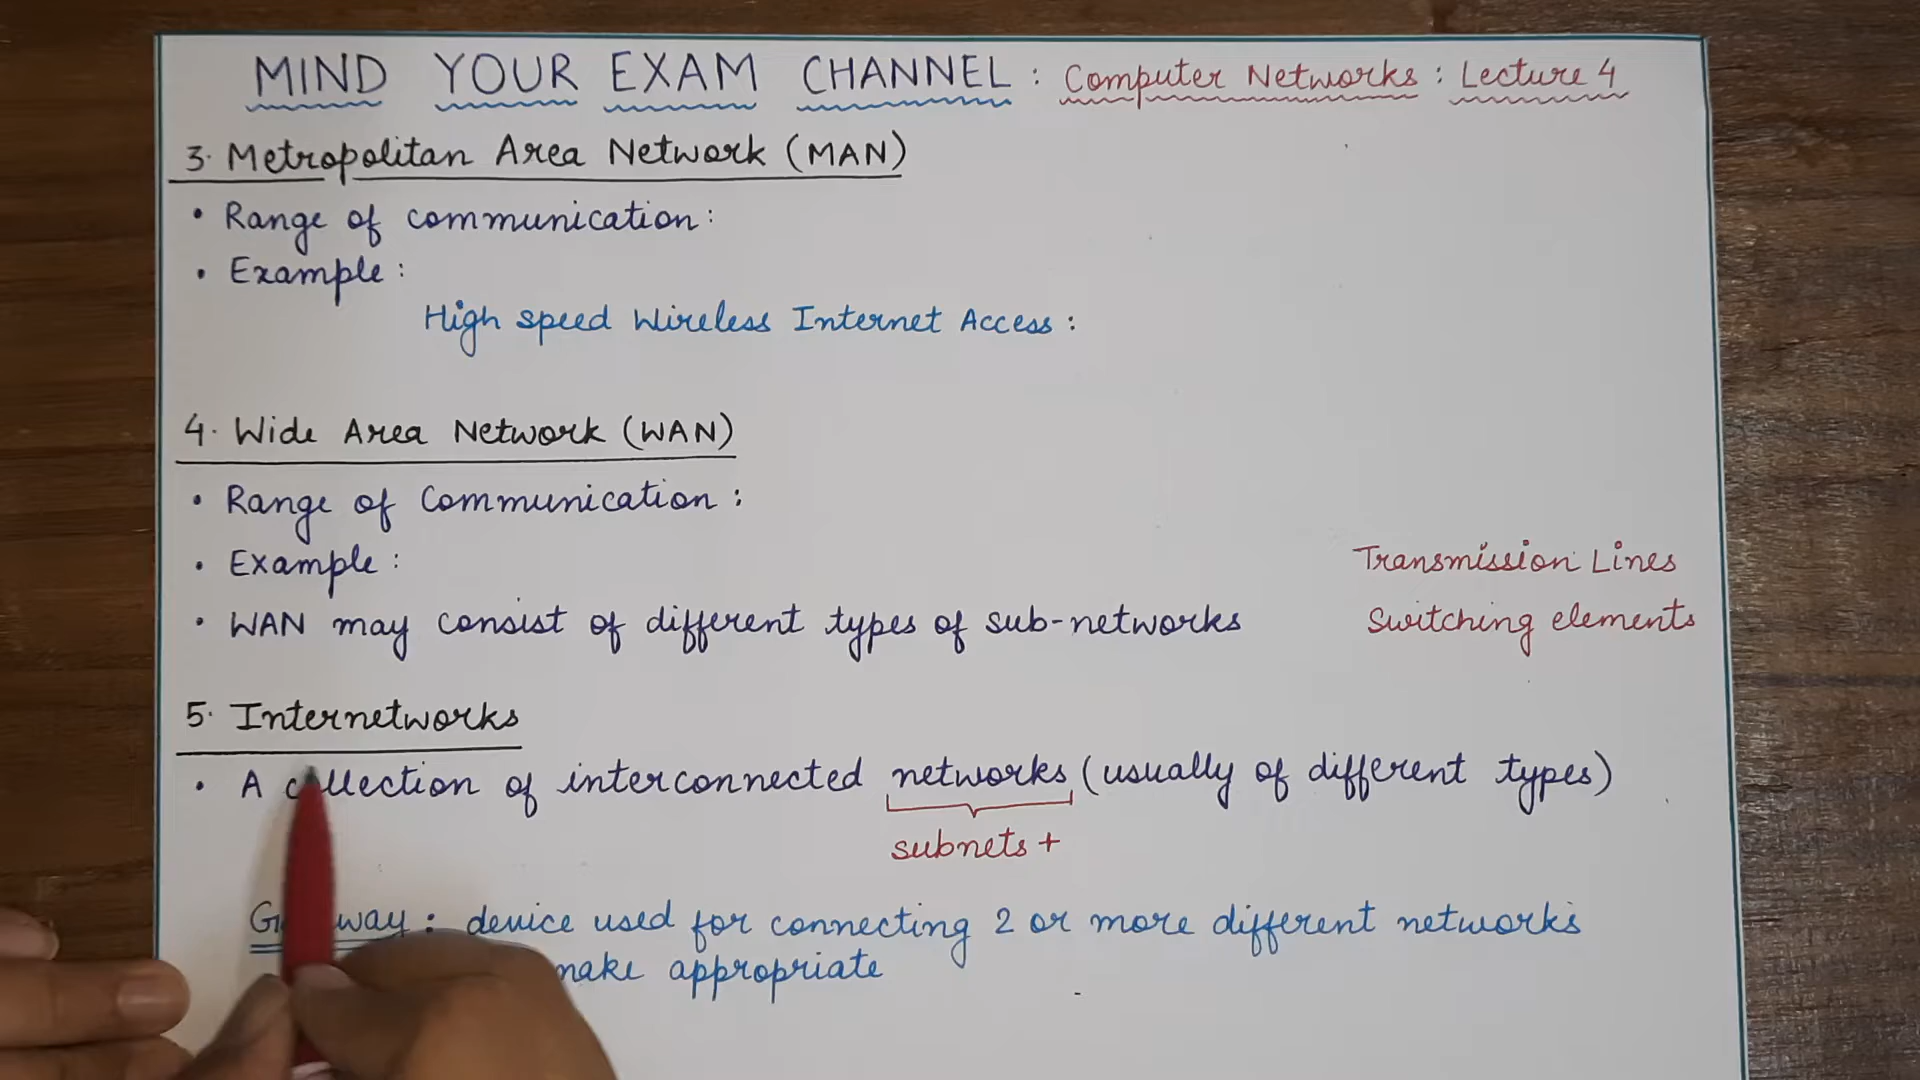 MIND YOUR EXAM CHANNEL : Computer Networks : Lecture 4
3. Metropolitan Area Network (MAN)
• Range of communication :
• Example :
High speed Wireless Internet Access :
4. Wide Area Network (WAN)
• Range of Communication :
• Example :
Transmission Lines
• WAN may consist of different types of sub-networks
Switching elements
5. Internetworks
• A collection of interconnected networks (usually of different types)
subnets +
: device used for connecting 2 or more different networks
make appropriate